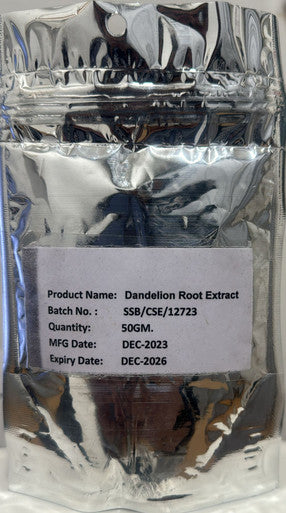 Product Name: Dandelion Root Extract
Batch No. : SSB/CSE/12723
Quantity: 50GM.
MFG Date: DEC-2023
Expiry Date: DEC-2026